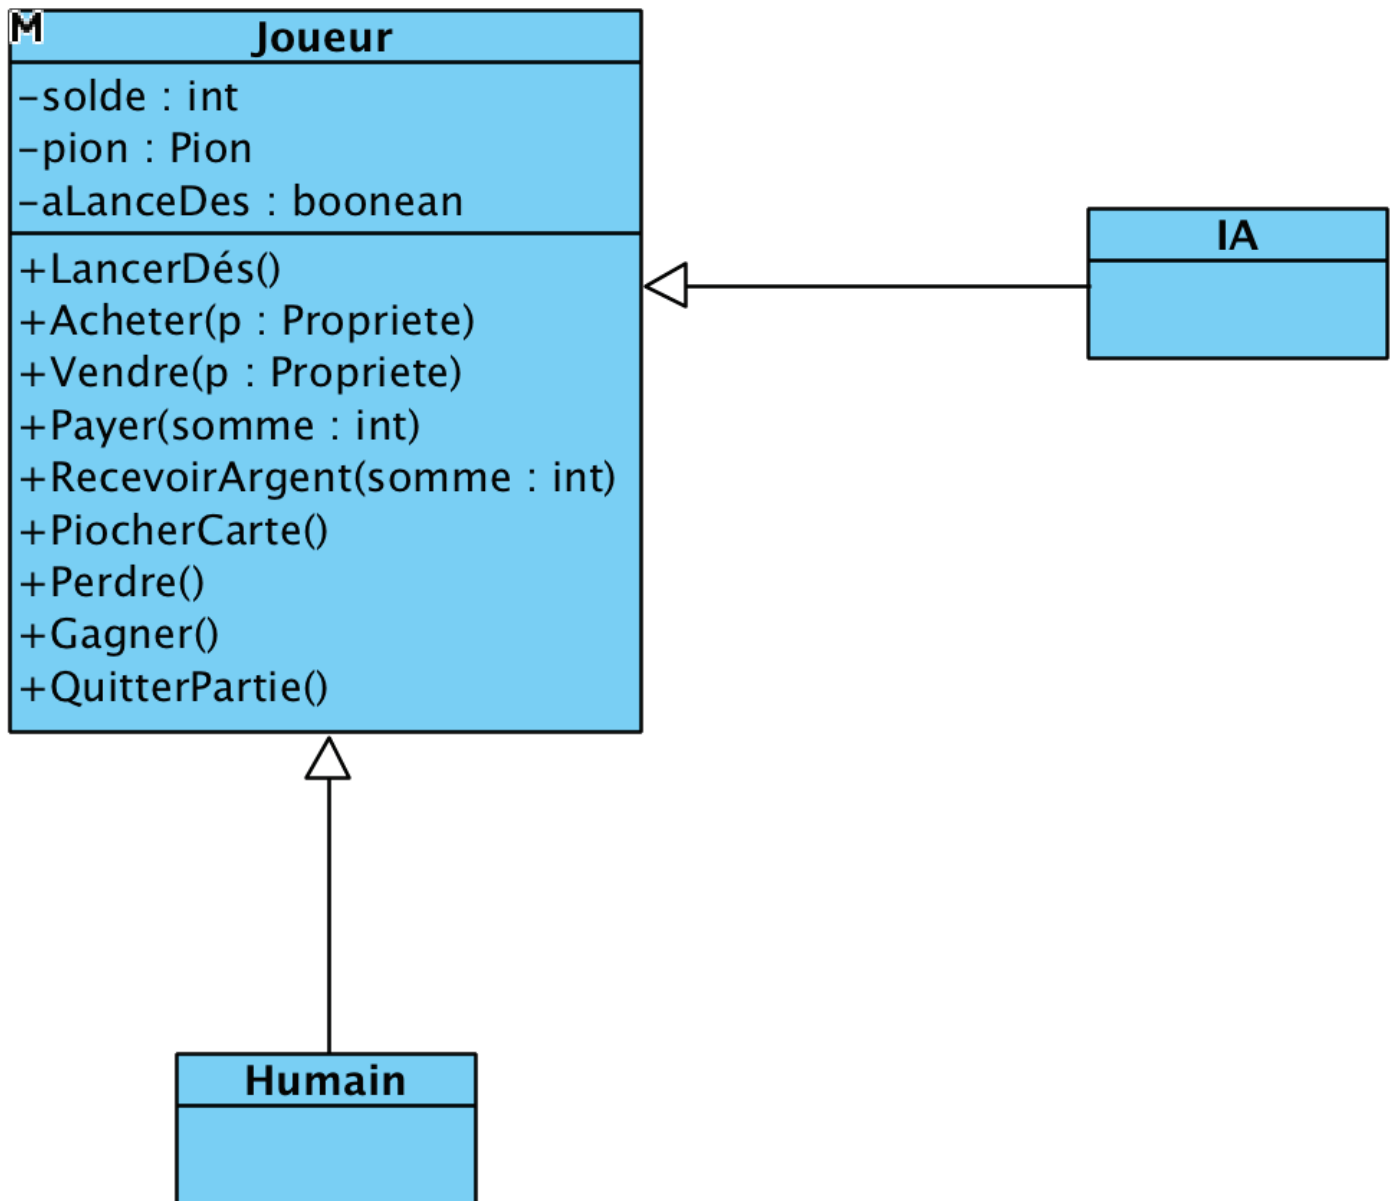 M
Joueur
-solde : int
-pion : Pion
-aLanceDes : boonean
+LancerDés()
+Acheter(p : Propriete)
+Vendre(p : Propriete)
+Payer(somme : int)
+RecevoirArgent(somme : int)
+PiocherCarte()
+Perdre()
+Gagner()
+QuitterPartie()
IA
Humain